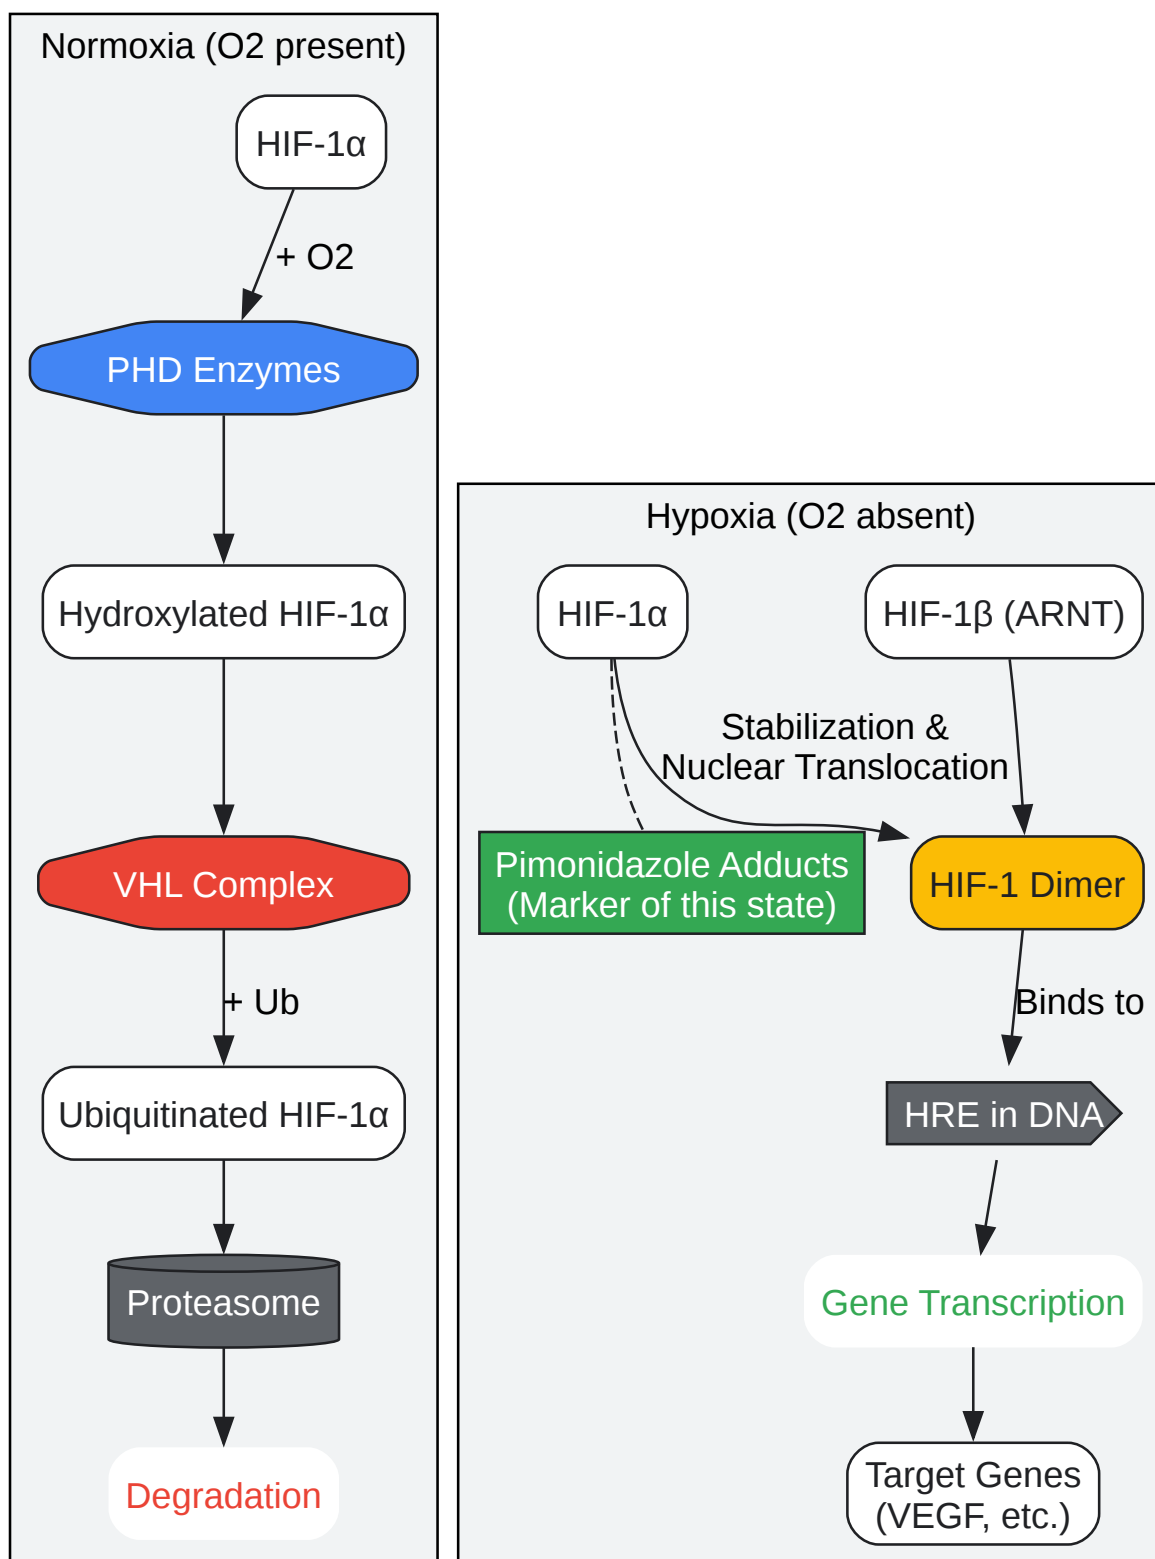 Normoxia (O2 present)
HIF-1α
+ O2
PHD Enzymes
Hydroxylated HIF-1α
VHL Complex
+ Ub
Ubiquitinated HIF-1α
Proteasome
Degradation
Hypoxia (O2 absent)
HIF-1α
HIF-1β (ARNT)
Stabilization &
Nuclear Translocation
Pimonidazole Adducts
(Marker of this state)
HIF-1 Dimer
Binds to
HRE in DNA
Gene Transcription
Target Genes
(VEGF, etc.)